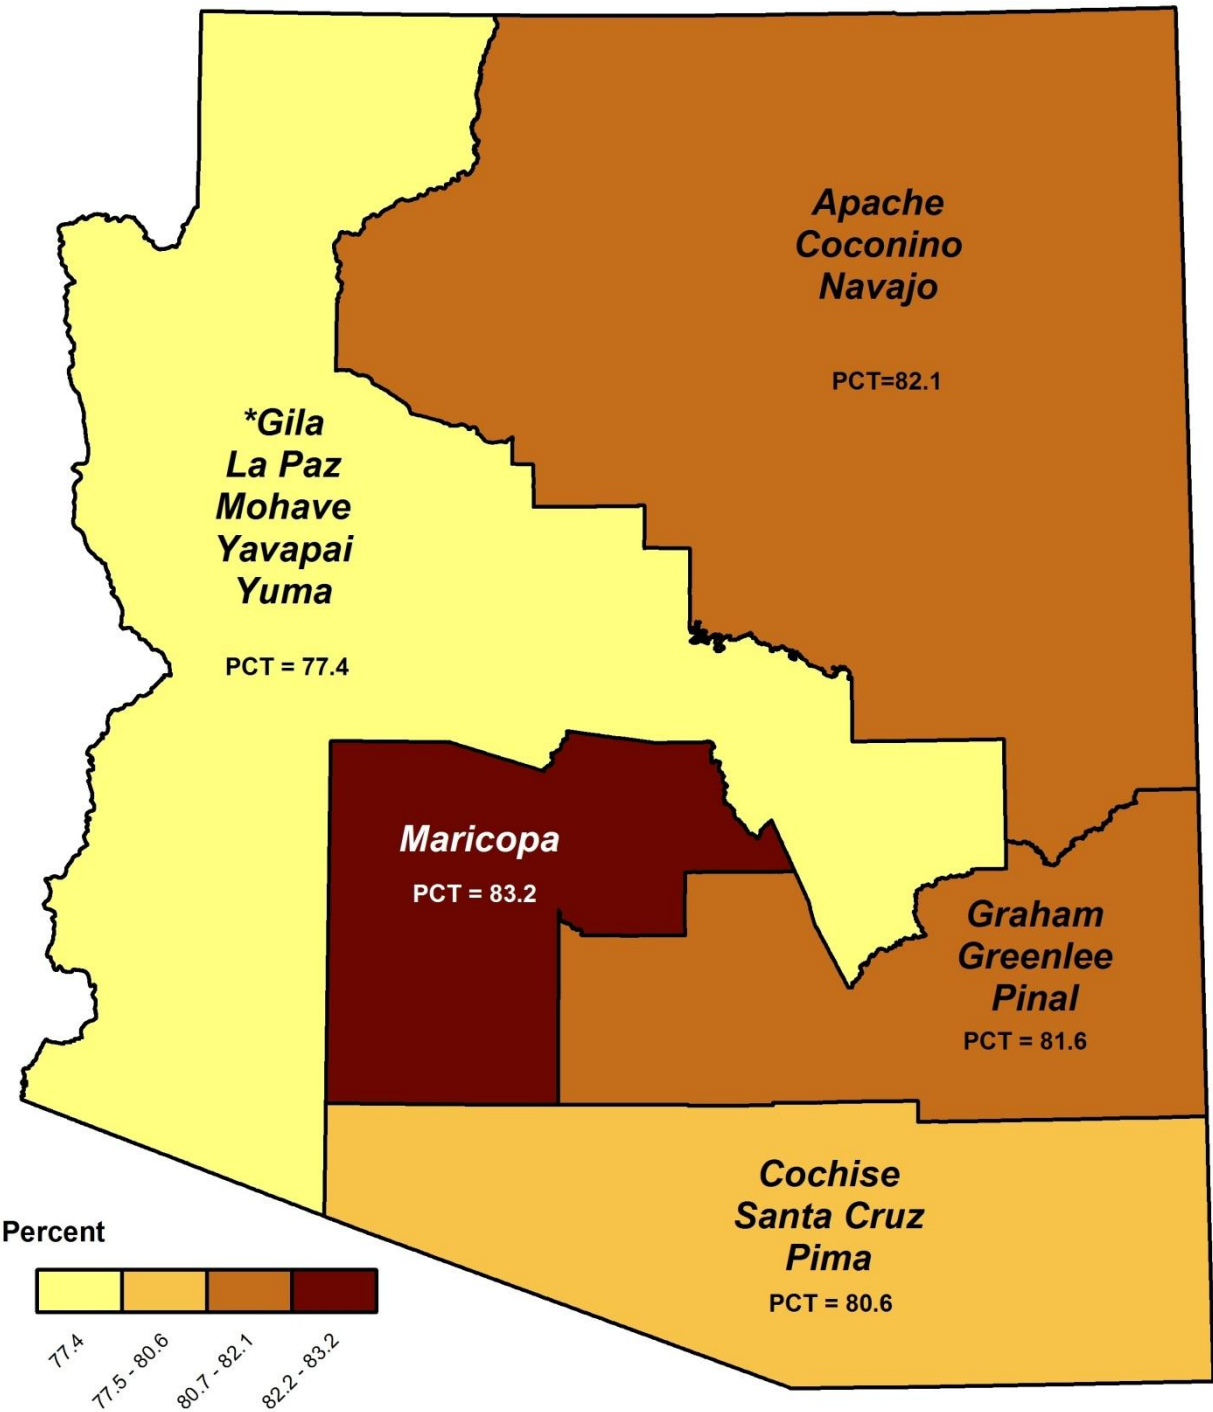 Apache
Coconino
Navajo
PCT=82.1
*Gila
La Paz
Mohave
Yavapai
Yuma
PCT = 77.4
Maricopa
PCT = 83.2
Graham
Greenlee
Pinal
PCT = 81.6
Cochise
Santa Cruz
Pima
PCT = 80.6
Percent
77.4
77.5 - 80.6
80.7 - 82.1
82.2 - 83.2